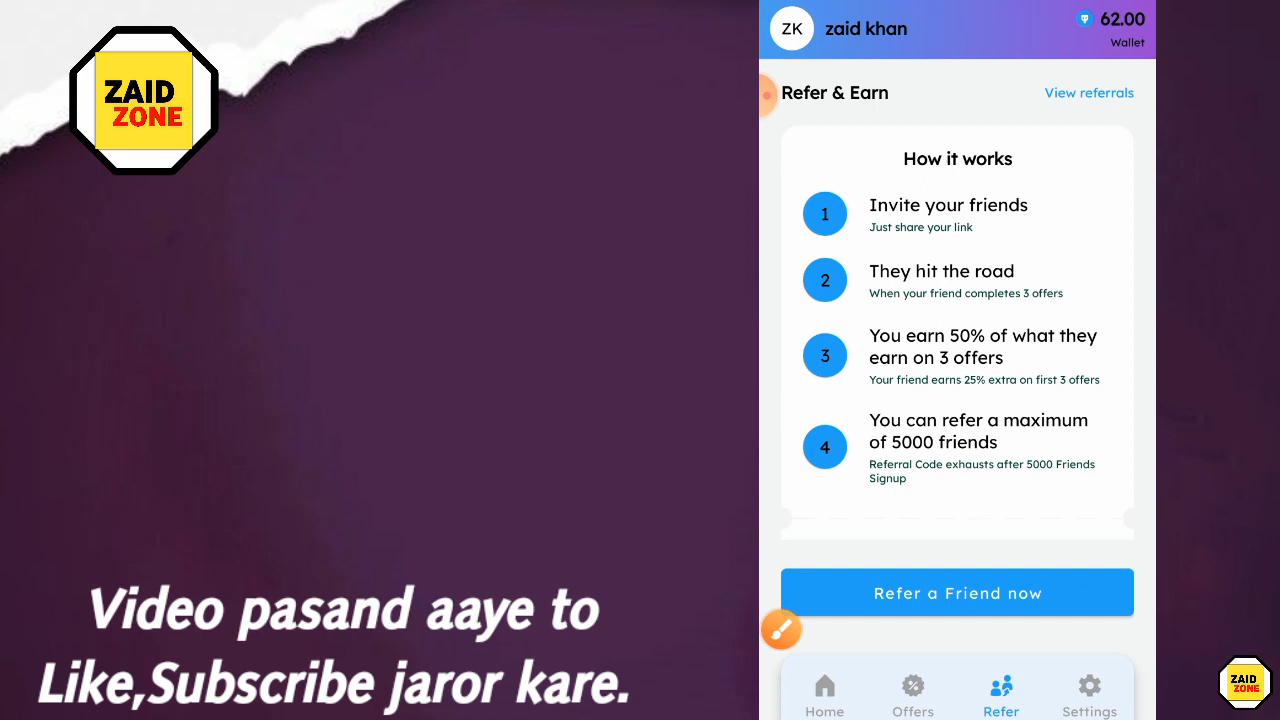 ZAID
ZONE
ZK
zaid khan
62.00
Wallet
Refer & Earn
View referrals
How it works
1
Invite your friends
Just share your link
2
They hit the road
When your friend completes 3 offers
3
You earn 50% of what they
earn on 3 offers
Your friend earns 25% extra on first 3 offers
4
You can refer a maximum
of 5000 friends
Referral Code exhausts after 5000 Friends
Signup
Refer a Friend now
Home
Offers
Refer
Settings
Video pasand aaye to
Like,Subscribe jaror kare.
ZAID
ZONE